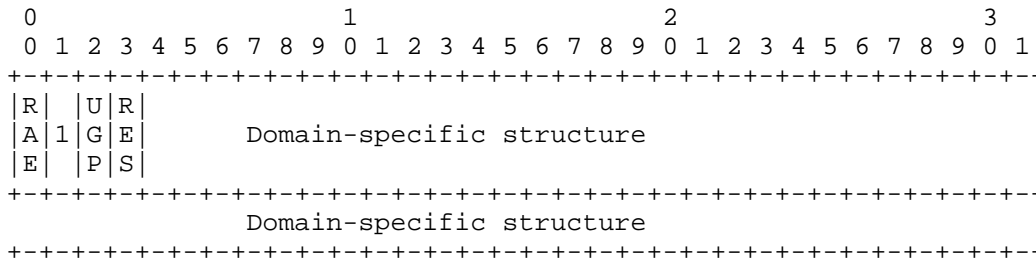 0                   1                   2                   3
 0 1 2 3 4 5 6 7 8 9 0 1 2 3 4 5 6 7 8 9 0 1 2 3 4 5 6 7 8 9 0 1
+-+-+-+-+-+-+-+-+-+-+-+-+-+-+-+-+-+-+-+-+-+-+-+-+-+-+-+-+-+-+-+--
|R| |U|R|
|A|1|G|E|      Domain-specific structure
|E| |P|S|
+-+-+-+-+-+-+-+-+-+-+-+-+-+-+-+-+-+-+-+-+-+-+-+-+-+-+-+-+-+-+-+--
               Domain-specific structure
+-+-+-+-+-+-+-+-+-+-+-+-+-+-+-+-+-+-+-+-+-+-+-+-+-+-+-+-+-+-+-+--